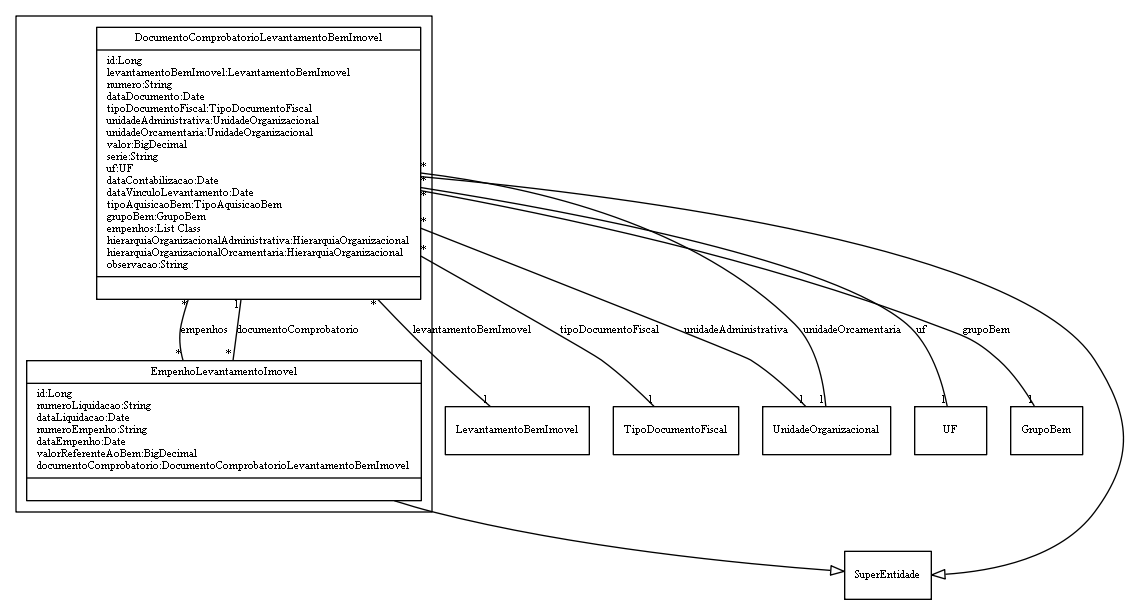 DocumentoComprobatorioLevantamentoBemImovel
id:Long
levantamentoBemImovel:LevantamentoBemImovel
numero:String
dataDocumento:Date
tipoDocumentoFiscal:TipoDocumentoFiscal
unidadeAdministrativa:UnidadeOrganizacional
unidadeOrcamentaria:UnidadeOrganizacional
valor:BigDecimal
serie:String
uf:UF
dataContabilizacao:Date
dataVinculoLevantamento:Date
tipoAquisicaoBem:TipoAquisicaoBem
grupoBem:GrupoBem
empenhos:List Class
hierarquiaOrganizacionalAdministrativa:HierarquiaOrganizacional
hierarquiaOrganizacionalOrcamentaria:HierarquiaOrganizacional
observacao:String
*
*
*
*
*
* 1 *
empenhos documentoComprobatorio levantamentoBemImovel tipoDocumentoFiscal unidadeAdministrativa unidadeOrcamentaria uf grupoBem
* *
EmpenhoLevantamentoImovel
id:Long
numeroLiquidacao:String
dataLiquidacao:Date
numeroEmpenho:String
dataEmpenho:Date
valorReferenteAoBem:BigDecimal
documentoComprobatorio:DocumentoComprobatorioLevantamentoBemImovel
1 1 1 1 1 1
LevantamentoBemImovel TipoDocumentoFiscal UnidadeOrganizacional UF GrupoBem
SuperEntidade